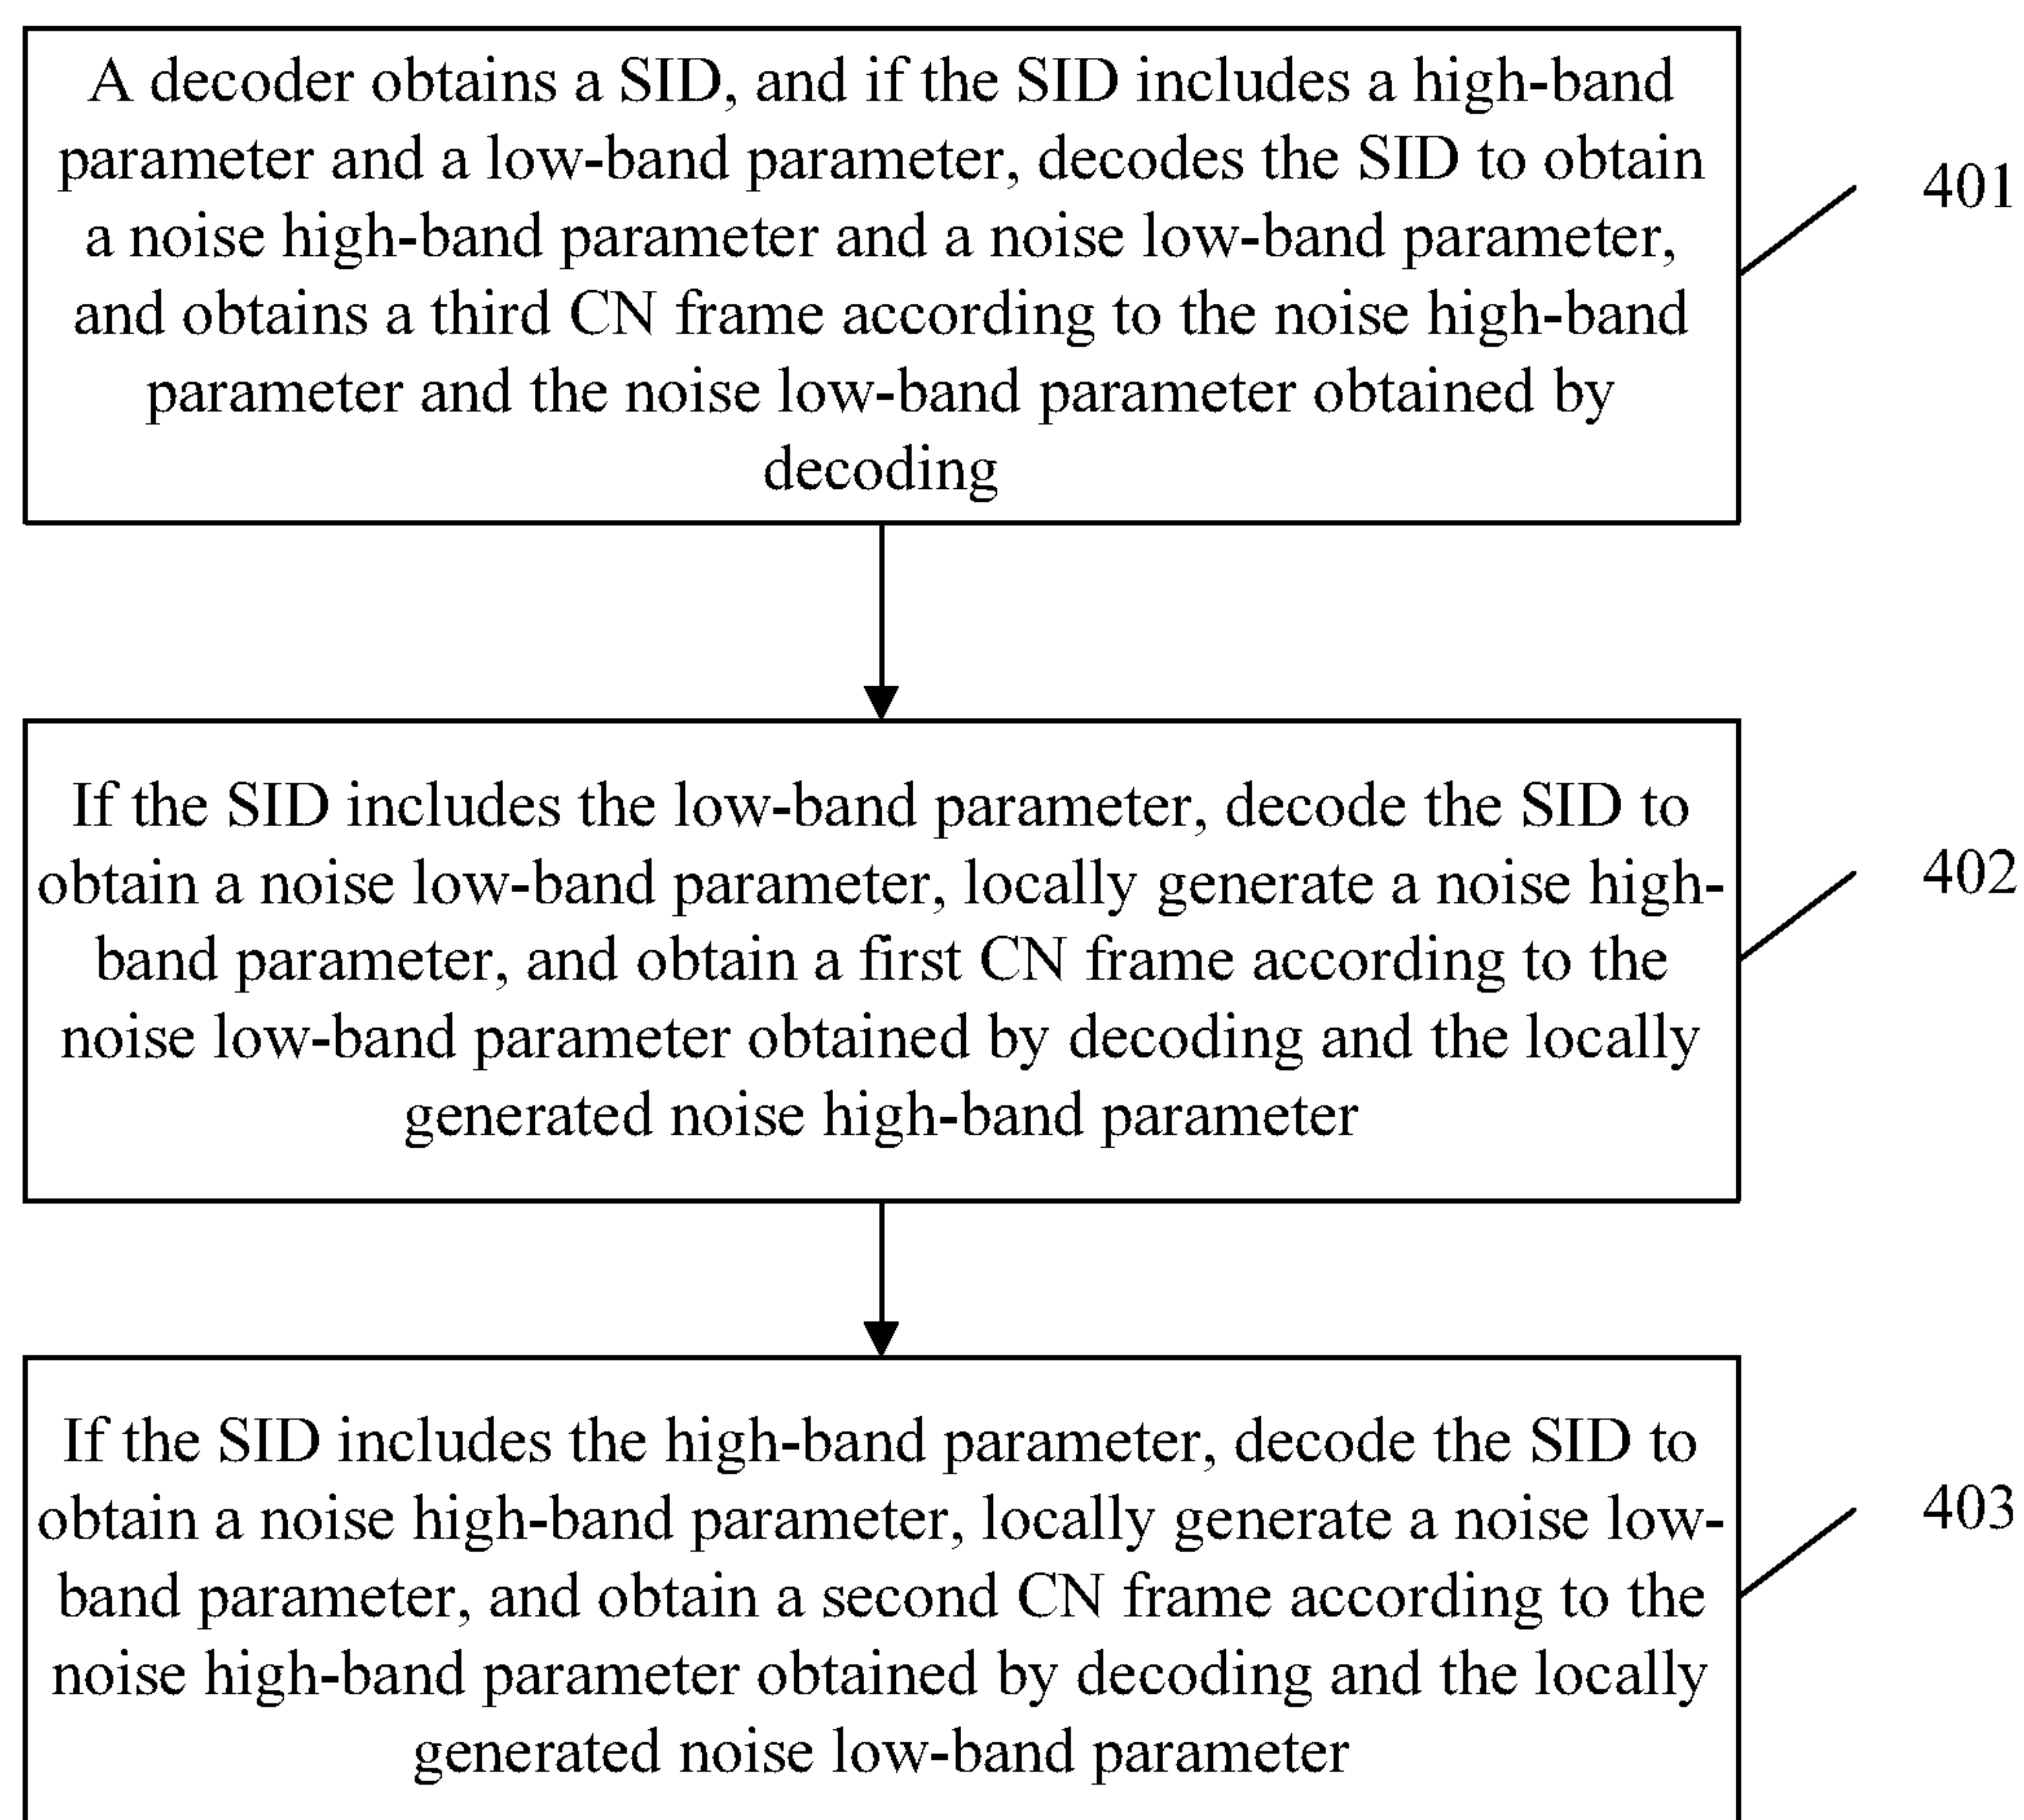 A decoder obtains a SID, and if the SID includes a high-band
parameter and a low-band parameter, decodes the SID to obtain
a noise high-band parameter and a noise low-band parameter,
and obtains a third CN frame according to the noise high-band
parameter and the noise low-band parameter obtained by
decoding
401
If the SID includes the low-band parameter, decode the SID to
obtain a noise low-band parameter, locally generate a noise high-
band parameter, and obtain a first CN frame according to the
noise low-band parameter obtained by decoding and the locally
generated noise high-band parameter
402
If the SID includes the high-band parameter, decode the SID to
obtain a noise high-band parameter, locally generate a noise low-
band parameter, and obtain a second CN frame according to the
noise high-band parameter obtained by decoding and the locally
generated noise low-band parameter
403